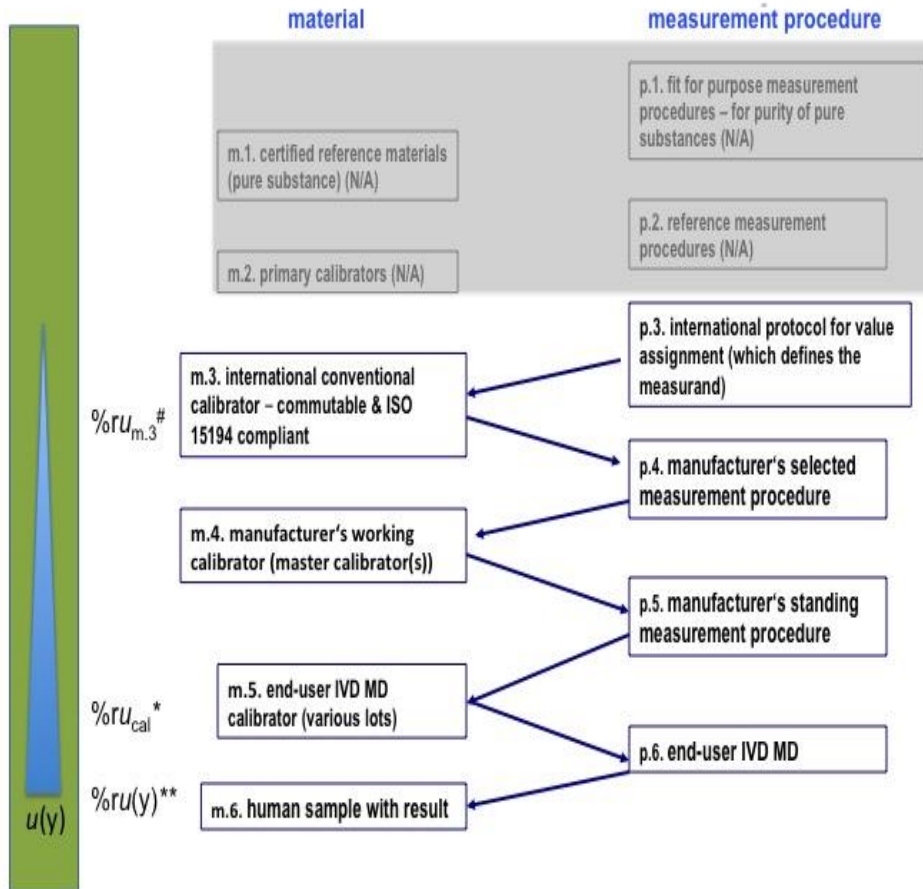 material
measurement procedure
p.1. fit for purpose measurement
procedures – for purity of pure
substances (N/A)
m.1. certified reference materials
(pure substance) (N/A)
p.2. reference measurement
procedures (N/A)
m.2. primary calibrators (N/A)
p.3. international protocol for value
assignment (which defines the
measurand)
m.3. international conventional
calibrator – commutable & ISO
15194 compliant
%ru m.3#
p.4. manufacturer‘s selected
measurement procedure
m.4. manufacturer‘s working
calibrator (master calibrator(s))
p.5. manufacturer‘s standing
measurement procedure
m.5. end-user IVD MD
calibrator (various lots)
%ru cal*
p.6. end-user IVD MD
%ru(y)**
m.6. human sample with result
u(y)